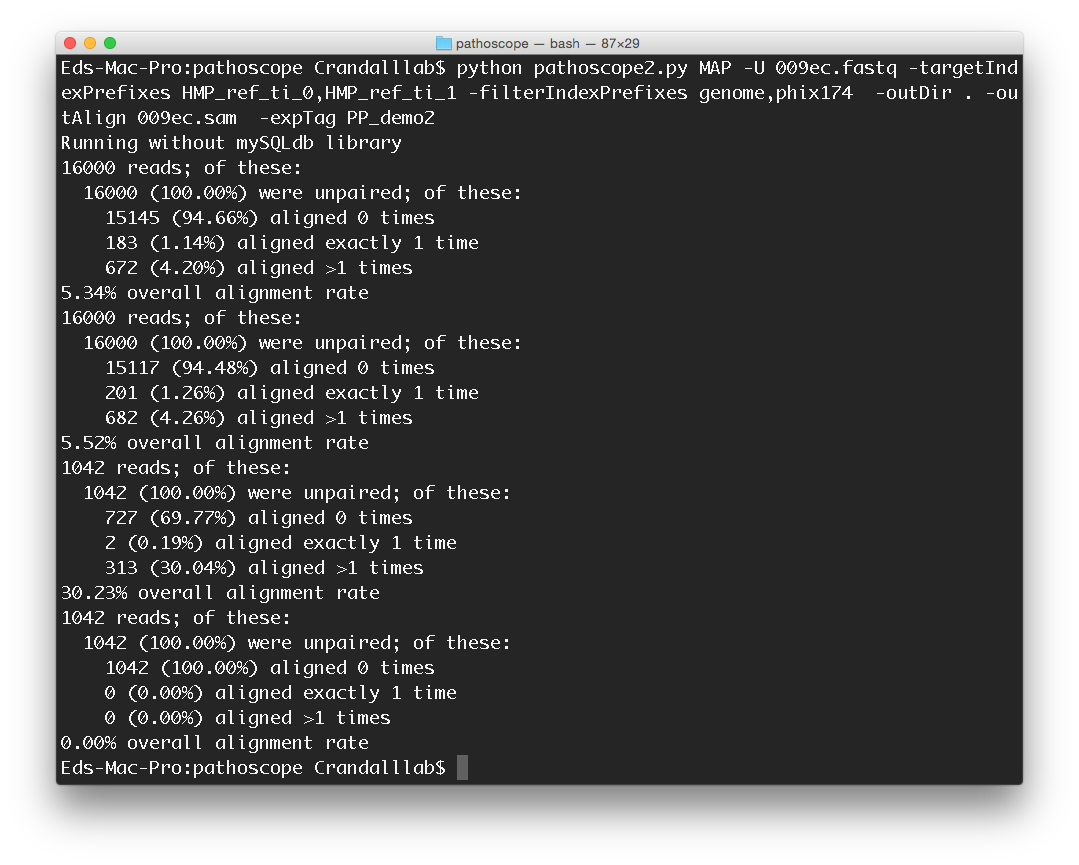 pathoscope — bash — 87×29
Eds-Mac-Pro:pathoscope Crandalllab$ python pathoscope2.py MAP -U 009ec.fastq -targetInd
exPrefixes HMP_ref_ti_0,HMP_ref_ti_1 -filterIndexPrefixes genome,phix174  -outDir . -ou
tAlign 009ec.sam  -expTag PP_demo2
Running without mySQLdb library
16000 reads; of these:
  16000 (100.00%) were unpaired; of these:
    15145 (94.66%) aligned 0 times
    183 (1.14%) aligned exactly 1 time
    672 (4.20%) aligned >1 times
5.34% overall alignment rate
16000 reads; of these:
  16000 (100.00%) were unpaired; of these:
    15117 (94.48%) aligned 0 times
    201 (1.26%) aligned exactly 1 time
    682 (4.26%) aligned >1 times
5.52% overall alignment rate
1042 reads; of these:
  1042 (100.00%) were unpaired; of these:
    727 (69.77%) aligned 0 times
    2 (0.19%) aligned exactly 1 time
    313 (30.04%) aligned >1 times
30.23% overall alignment rate
1042 reads; of these:
  1042 (100.00%) were unpaired; of these:
    1042 (100.00%) aligned 0 times
    0 (0.00%) aligned exactly 1 time
    0 (0.00%) aligned >1 times
0.00% overall alignment rate
Eds-Mac-Pro:pathoscope Crandalllab$